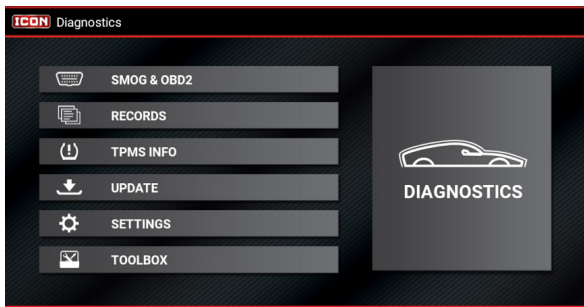 ICON Diagnostics
SMOG & OBD2
RECORDS
TPMS INFO
UPDATE
SETTINGS
TOOLBOX
DIAGNOSTICS